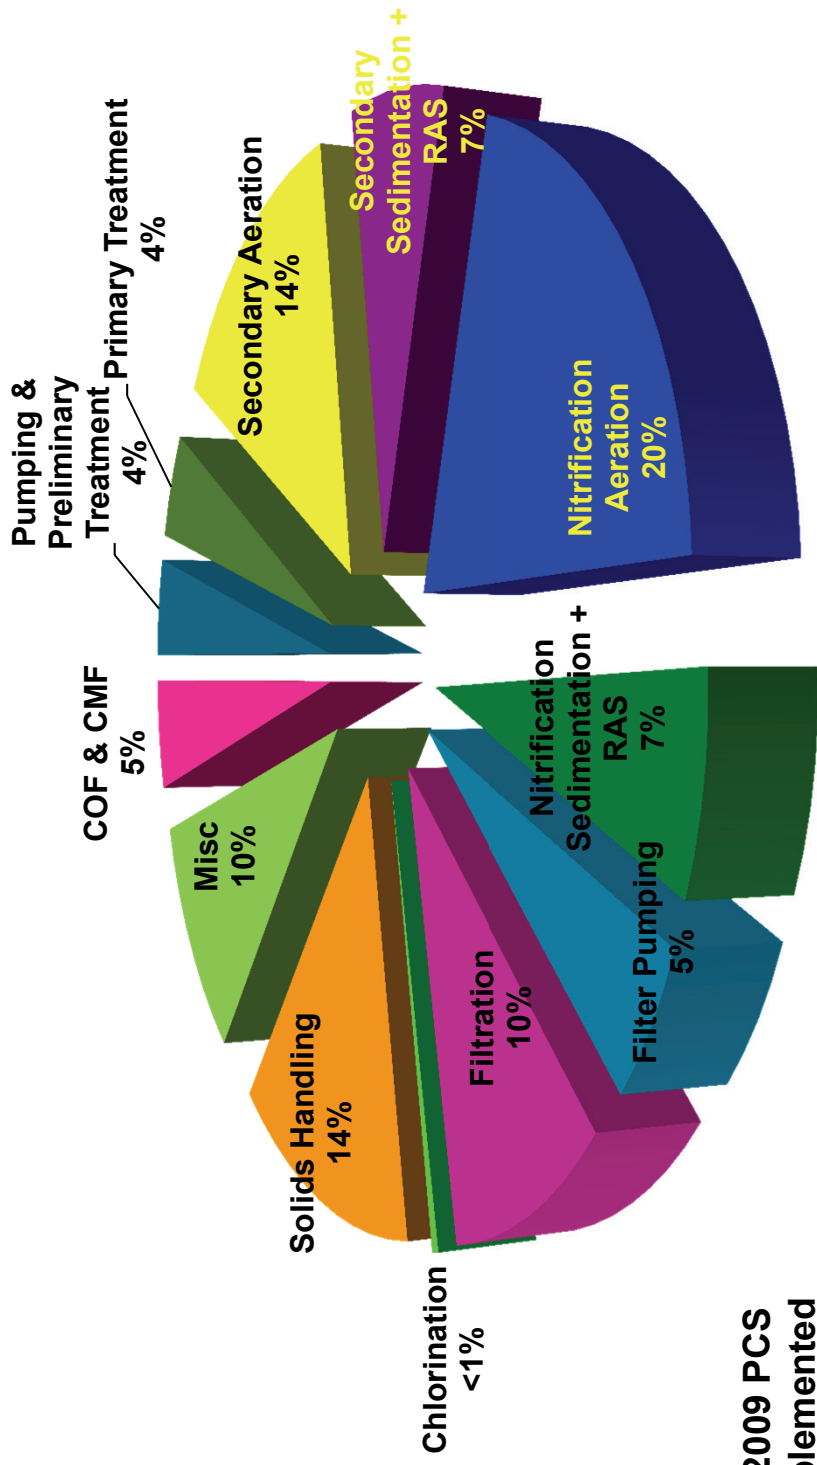 Pumping &
Preliminary
Treatment
4%
Primary Treatment
4%
Secondary Aeration
14%
Secondary
Sedimentation +
RAS
7%
Nitrification
Aeration
20%
Nitrification
Sedimentation +
RAS
7%
Filter Pumping
5%
Filtration
10%
Chlorination
<1%
Solids Handling
14%
Misc
10%
COF & CMF
5%
2009 PCS
plemented